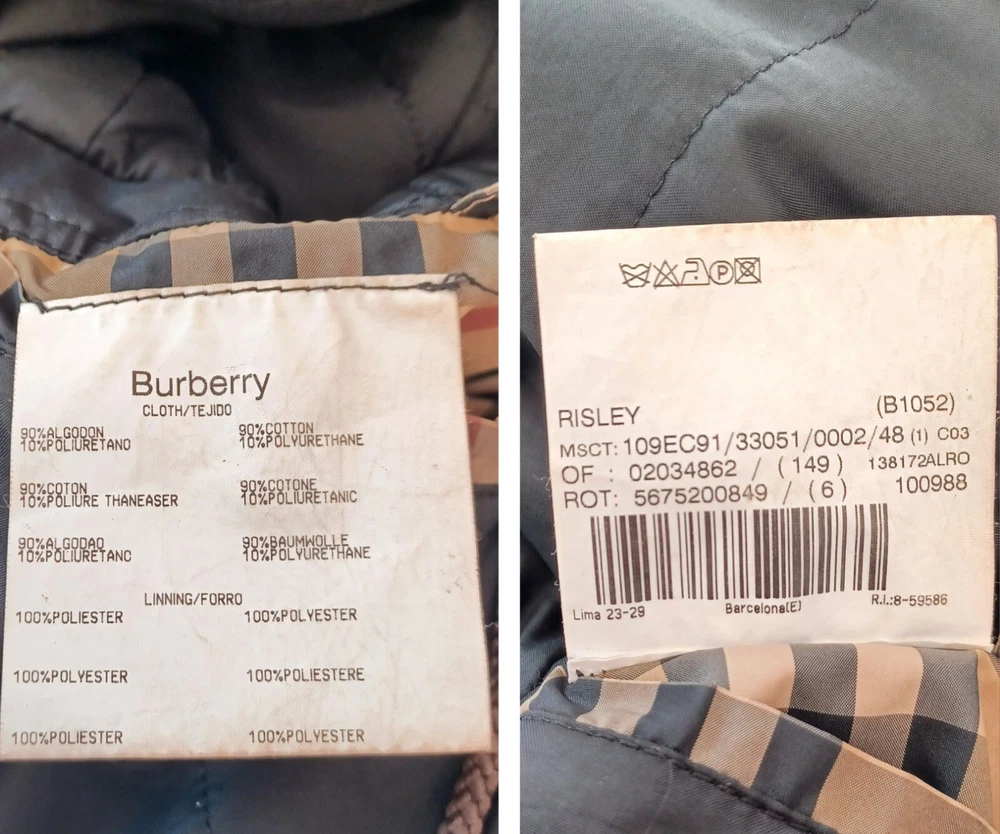 Burberry
CLOTH/TEJIDO
90%ALGODON 90%COTTON
10%POLIURETANO 10%POLYURETHANE
90%COTON 90%COTONE
10%POLIURE THANEASER 10%POLIURETANIC
90%ALGODAO 90%BAUMWOLLE
10%POLIURETANC 10%POLYURETHANE
LINNING/FORRO
100%POLIESTER 100%POLYESTER
100%POLYESTER 100%POLIESTERE
100%POLIESTER 100%POLYESTER
P
RISLEY (B1052)
MSCT: 109EC91/33051/0002/48 (1) C03
OF : 02034862 / (149) 138172ALRO
ROT: 5675200849 / (6) 100988
Lima 23-29 Barcelona(E) R.I.:8-59586